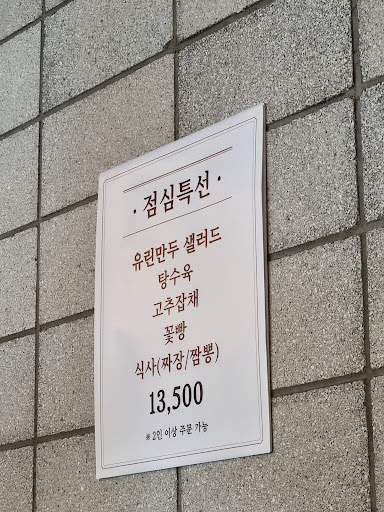 · 점심특선 ·
유린만두 샐러드
탕수육
고추잡채
꽃빵
식사(짜장/짬뽕)
13,500
※ 2인 이상 주문 가능